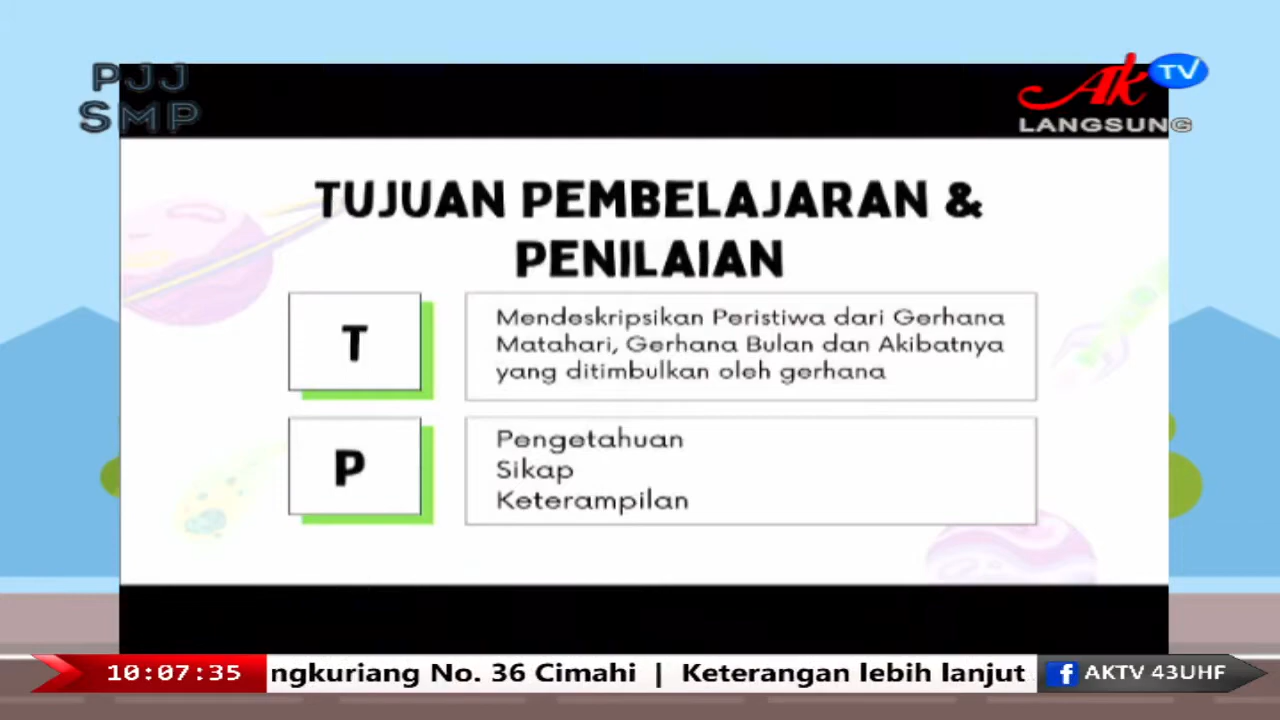 PJJ
SMP
Ak TV
LANGSUNG
TUJUAN PEMBELAJARAN &
PENILAIAN
T
Mendeskripsikan Peristiwa dari Gerhana
Matahari, Gerhana Bulan dan Akibatnya
yang ditimbulkan oleh gerhana
P
Pengetahuan
Sikap
Keterampilan
10:07:35
ngkuriang No. 36 Cimahi | Keterangan lebih lanjut
f AKTV 43UHF